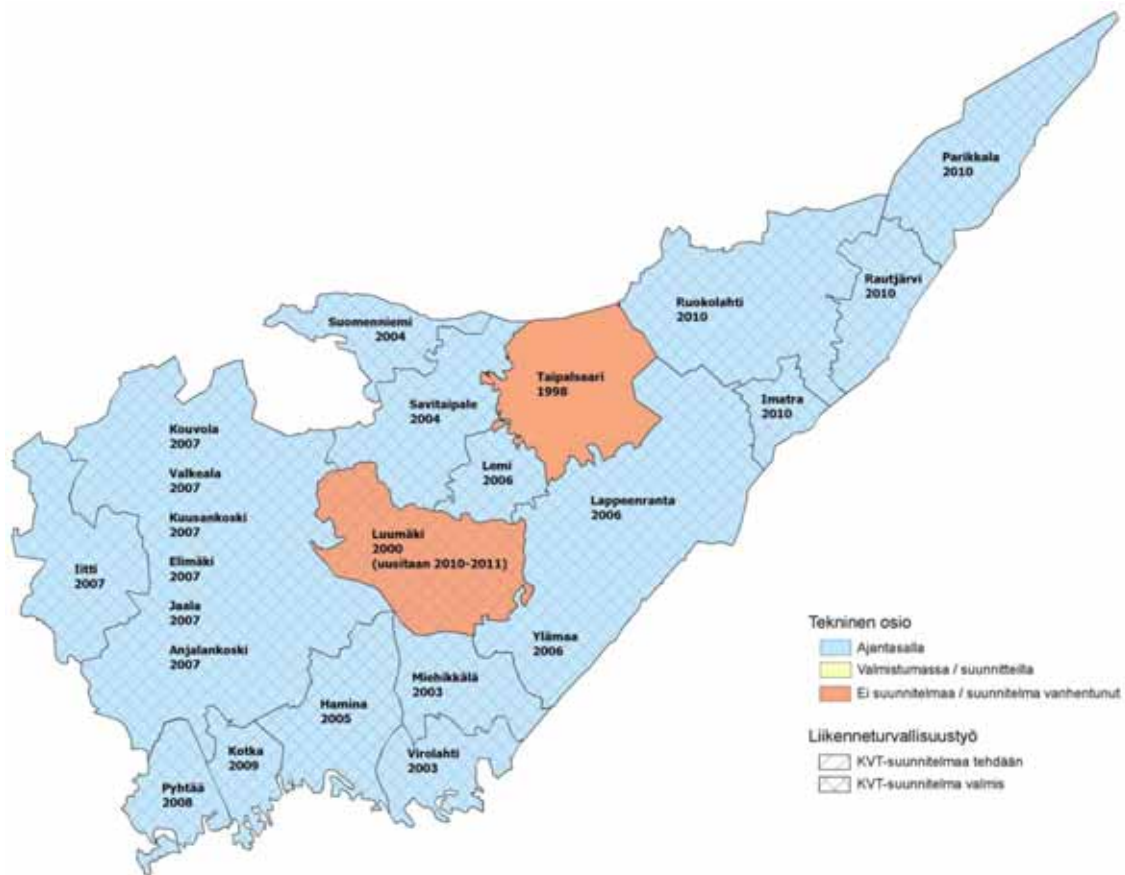 Parikkala
2010
Rautjärvi
2010
Ruokolahti
2010
Suomenniemi
2004
Taipalsaari
1998
Imatra
2010
Savitaipale
2004
Kouvola
2007
Valkeala
2007
Kuusankoski
2007
Elimäki
2007
Jaala
2007
Anjalankoski
2007
Lemi
2006
Lappeenranta
2006
Luumäki
2000
(uusitaan 2010-2011)
Iitti
2007
Ylämaa
2006
Miehikkälä
2003
Hamina
2005
Virolahti
2003
Kotka
2009
Pyhtää
2008
Tekninen osio
Ajantasalla
Valmistumassa / suunnitteilla
Ei suunnitelmaa / suunnitelma vanhentunut
Liikenneturvallisuustyö
KVT-suunnitelmaa tehdään
KVT-suunnitelma valmis